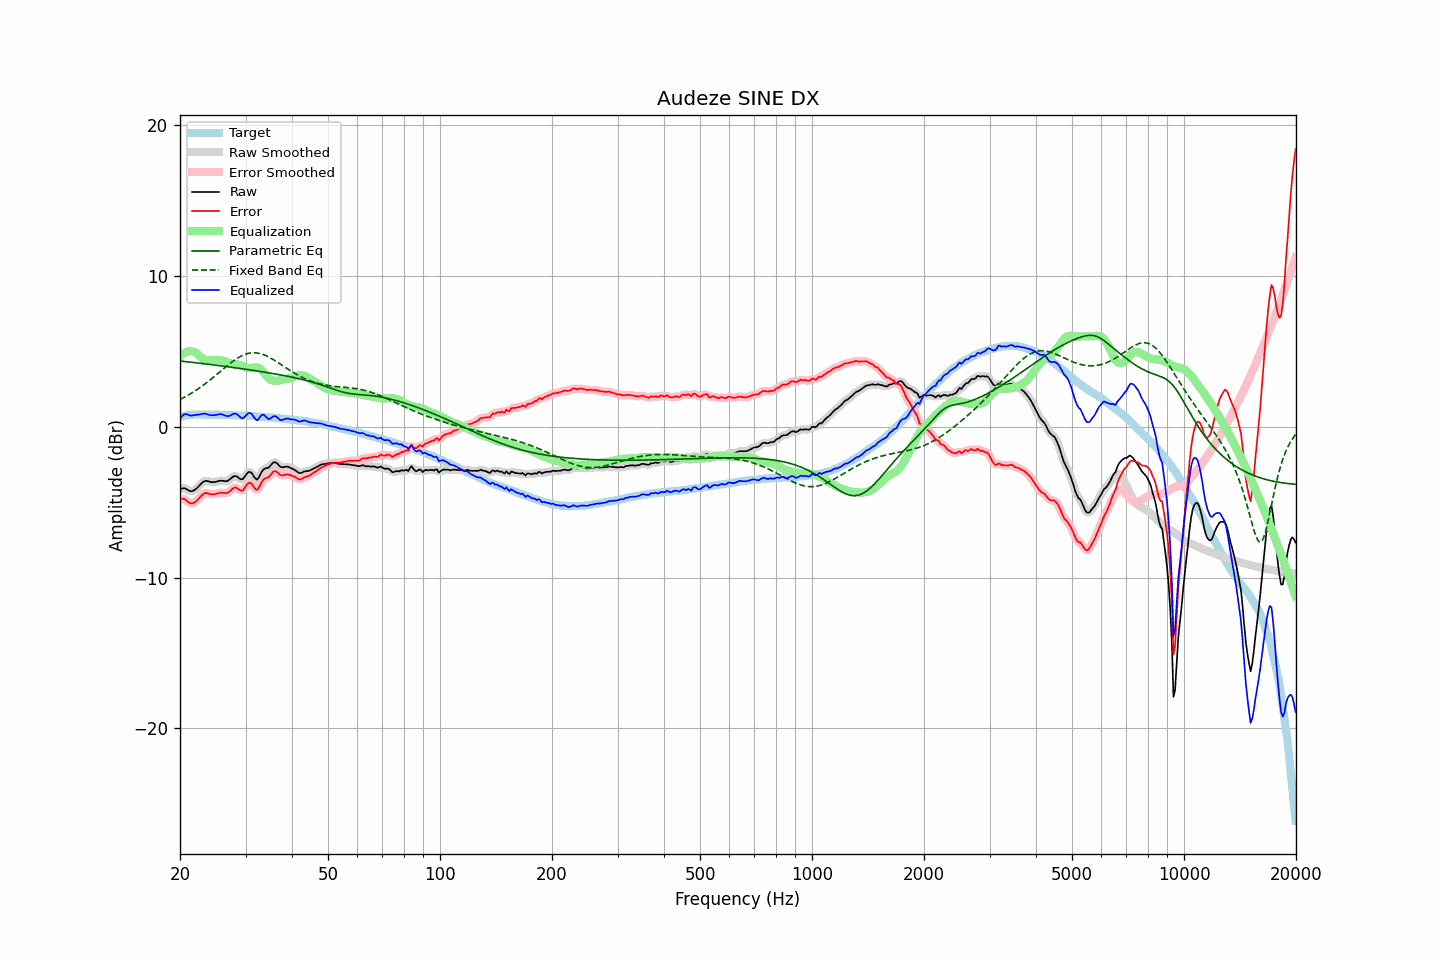 Audeze SINE DX
Target
Raw Smoothed
Error Smoothed
Raw
Error
Equalization
Parametric Eq
Fixed Band Eq
Equalized
20
10
0
−10
−20
Amplitude (dBr)
20
50
100
200
500
1000
2000
5000
10000
20000
Frequency (Hz)